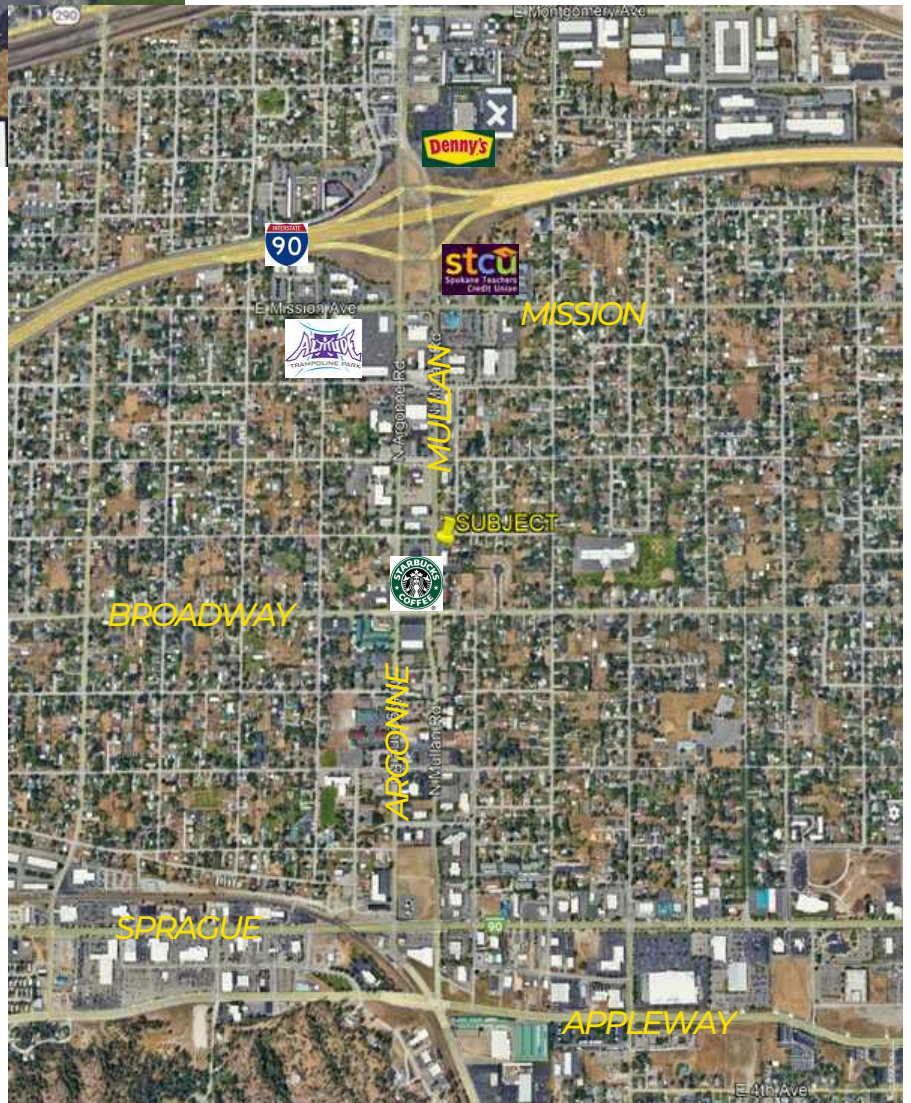 E Montgomery Ave
290
Denny's
INTERSTATE
90
stcu
Spokane Teachers
Credit Union
E Mission Ave
MISSION
ALTITUDE
TRAMPOLINE PARK
MULLAN
N Argonne Rd
SUBJECT
STARBUCKS
COFFEE
BROADWAY
ARGONINE
N Mullan Rd
SPRAGUE
90
APPLEWAY
E 4th Ave